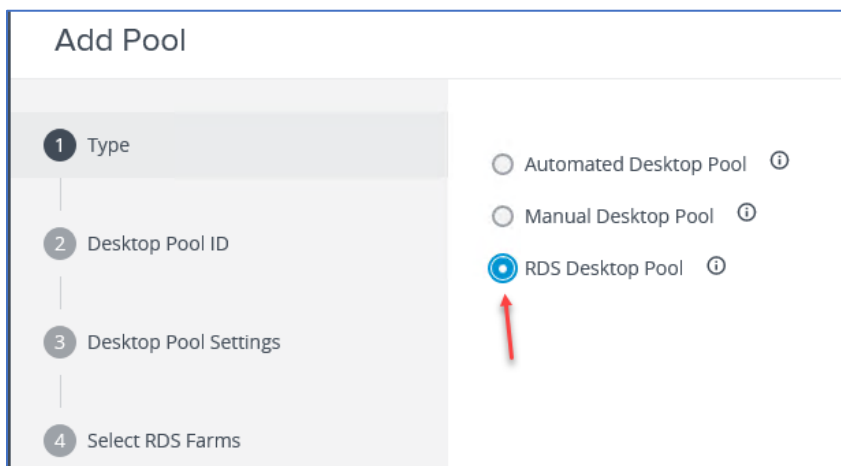 Add Pool
1 Type
2 Desktop Pool ID
3 Desktop Pool Settings
4 Select RDS Farms
Automated Desktop Pool
Manual Desktop Pool
RDS Desktop Pool